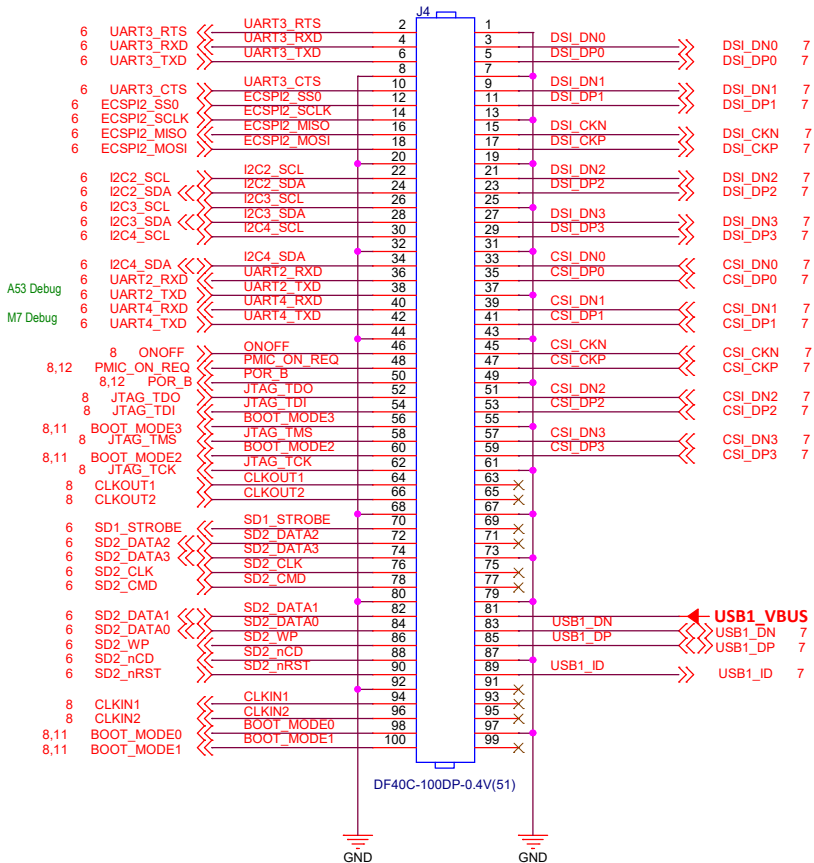 J4
6 UART3_RTS UART3_RTS 2 1
6 UART3_RXD UART3_RXD 4 3 DSI_DN0 DSI_DN0 7
6 UART3_TXD UART3_TXD 6 5 DSI_DP0 DSI_DP0 7
8 7
6 UART3_CTS UART3_CTS 10 9 DSI_DN1 DSI_DN1 7
6 ECSPI2_SS0 ECSPI2_SS0 12 11 DSI_DP1 DSI_DP1 7
6 ECSPI2_SCLK ECSPI2_SCLK 14 13
6 ECSPI2_MISO ECSPI2_MISO 16 15 DSI_CKN DSI_CKN 7
6 ECSPI2_MOSI ECSPI2_MOSI 18 17 DSI_CKP DSI_CKP 7
20 19
6 I2C2_SCL I2C2_SCL 22 21 DSI_DN2 DSI_DN2 7
6 I2C2_SDA I2C2_SDA 24 23 DSI_DP2 DSI_DP2 7
6 I2C3_SCL I2C3_SCL 26 25
6 I2C3_SDA I2C3_SDA 28 27 DSI_DN3 DSI_DN3 7
6 I2C4_SCL I2C4_SCL 30 29 DSI_DP3 DSI_DP3 7
32 31
6 I2C4_SDA I2C4_SDA 34 33 CSI_DN0 CSI_DN0 7
6 UART2_RXD UART2_RXD 36 35 CSI_DP0 CSI_DP0 7
A53 Debug 6 UART2_TXD UART2_TXD 38 37
6 UART4_RXD UART4_RXD 40 39 CSI_DN1 CSI_DN1 7
M7 Debug 6 UART4_TXD UART4_TXD 42 41 CSI_DP1 CSI_DP1 7
44 43
8 ONOFF ONOFF 46 45 CSI_CKN CSI_CKN 7
8,12 PMIC_ON_REQ PMIC_ON_REQ 48 47 CSI_CKP CSI_CKP 7
8,12 POR_B POR_B 50 49
8 JTAG_TDO JTAG_TDO 52 51 CSI_DN2 CSI_DN2 7
8 JTAG_TDI JTAG_TDI 54 53 CSI_DP2 CSI_DP2 7
8,11 BOOT_MODE3 BOOT_MODE3 56 55
8 JTAG_TMS JTAG_TMS 58 57 CSI_DN3 CSI_DN3 7
8,11 BOOT_MODE2 BOOT_MODE2 60 59 CSI_DP3 CSI_DP3 7
8 JTAG_TCK JTAG_TCK 62 61
8 CLKOUT1 CLKOUT1 64 63
8 CLKOUT2 CLKOUT2 66 65
68 67
6 SD1_STROBE SD1_STROBE 70 69
6 SD2_DATA2 SD2_DATA2 72 71
6 SD2_DATA3 SD2_DATA3 74 73
6 SD2_CLK SD2_CLK 76 75
6 SD2_CMD SD2_CMD 78 77
80 79
6 SD2_DATA1 SD2_DATA1 82 81 USB1_VBUS
6 SD2_DATA0 SD2_DATA0 84 83 USB1_DN USB1_DN 7
6 SD2_WP SD2_WP 86 85 USB1_DP USB1_DP 7
6 SD2_nCD SD2_nCD 88 87
6 SD2_nRST SD2_nRST 90 89 USB1_ID USB1_ID 7
92 91
8 CLKIN1 CLKIN1 94 93
8 CLKIN2 CLKIN2 96 95
8,11 BOOT_MODE0 BOOT_MODE0 98 97
8,11 BOOT_MODE1 BOOT_MODE1 100 99
DF40C-100DP-0.4V(51)
GND GND